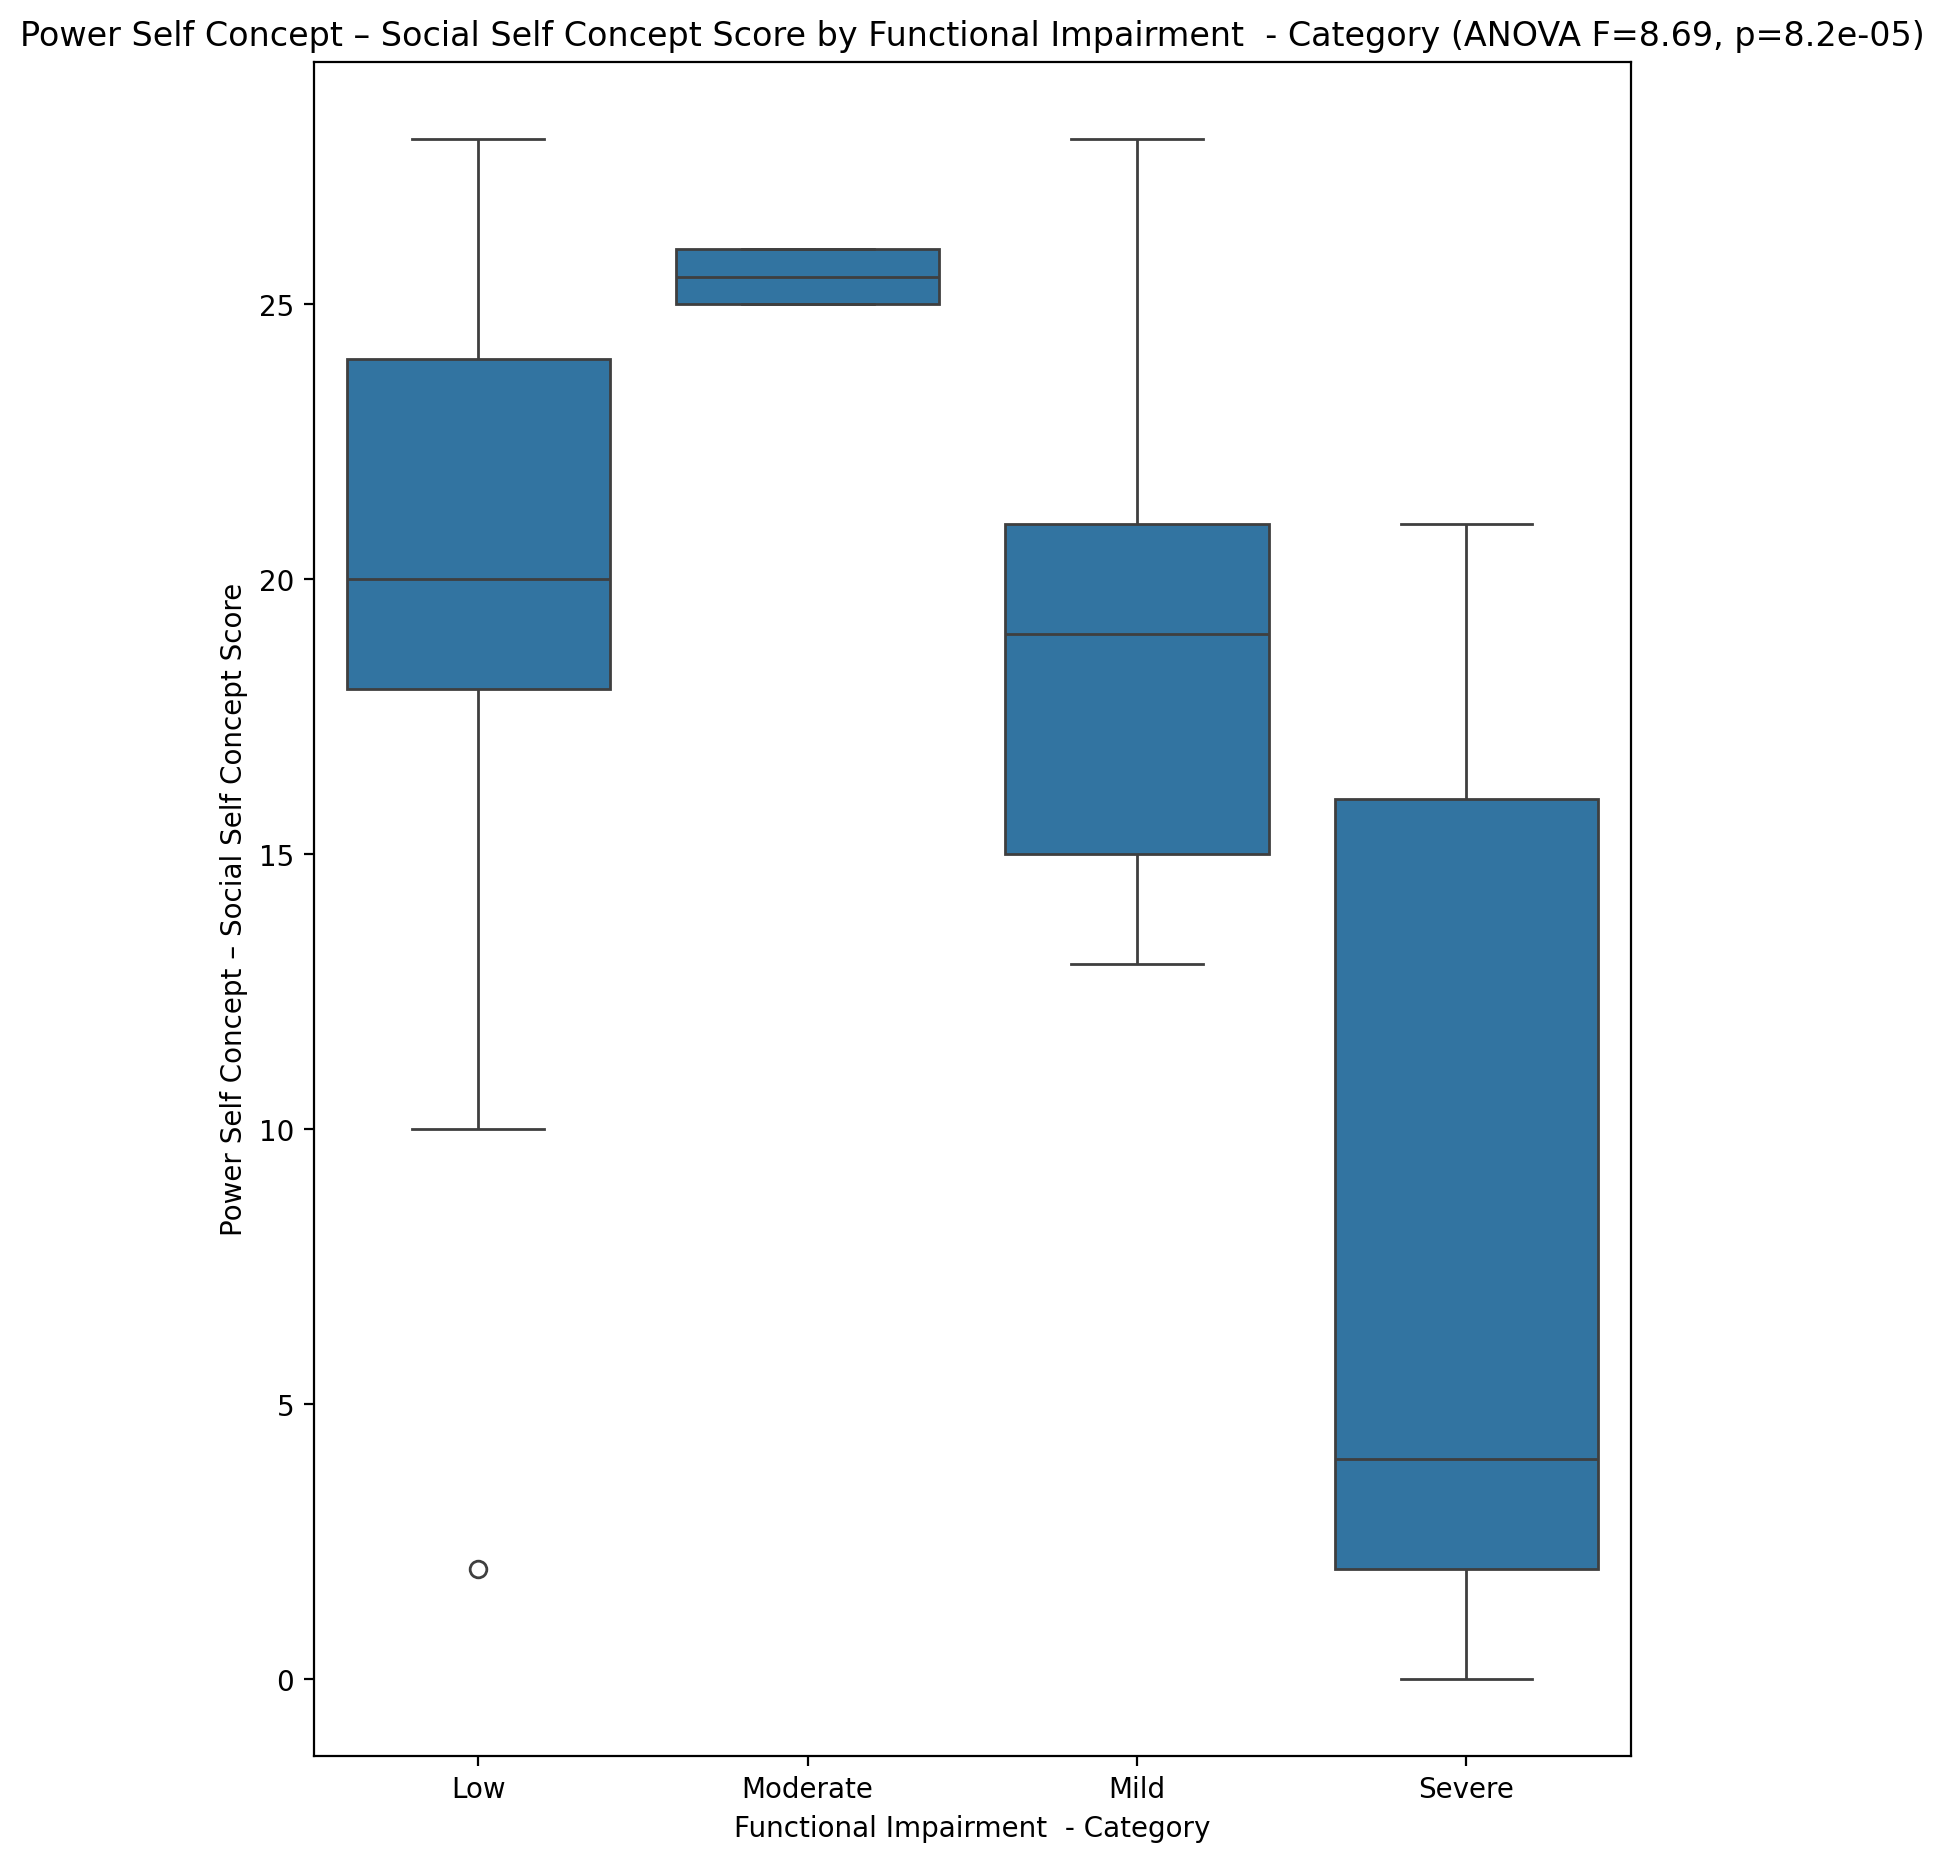 Power Self Concept – Social Self Concept Score by Functional Impairment  - Category (ANOVA F=8.69, p=8.2e-05)
Power Self Concept – Social Self Concept Score
25
20
15
10
5
0
Low
Moderate
Mild
Severe
Functional Impairment  - Category